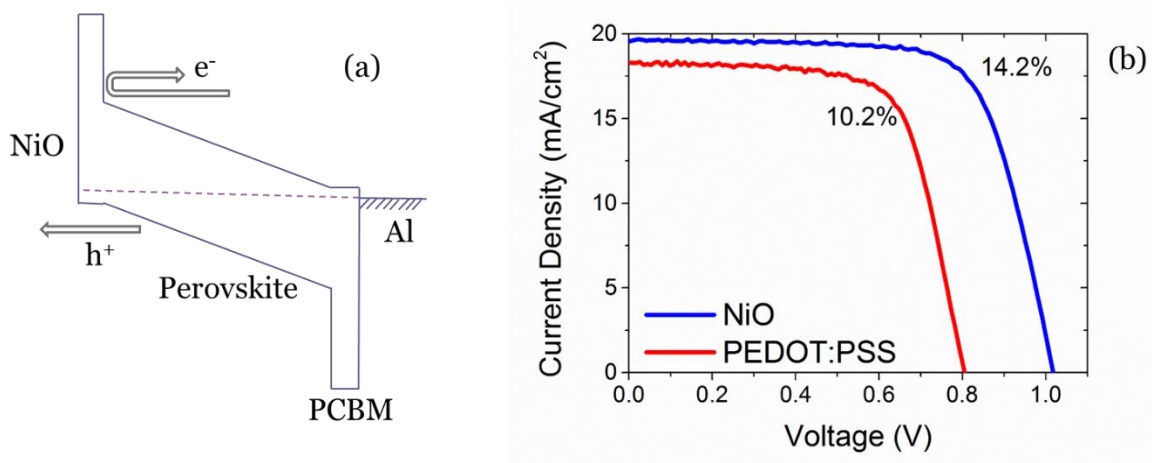 (a)
e-
NiO
h+
Perovskite
PCBM
Al
(b)
Current Density (mA/cm2)
20
15
10
5
0
14.2%
10.2%
NiO
PEDOT:PSS
0.0 0.2 0.4 0.6 0.8 1.0
Voltage (V)